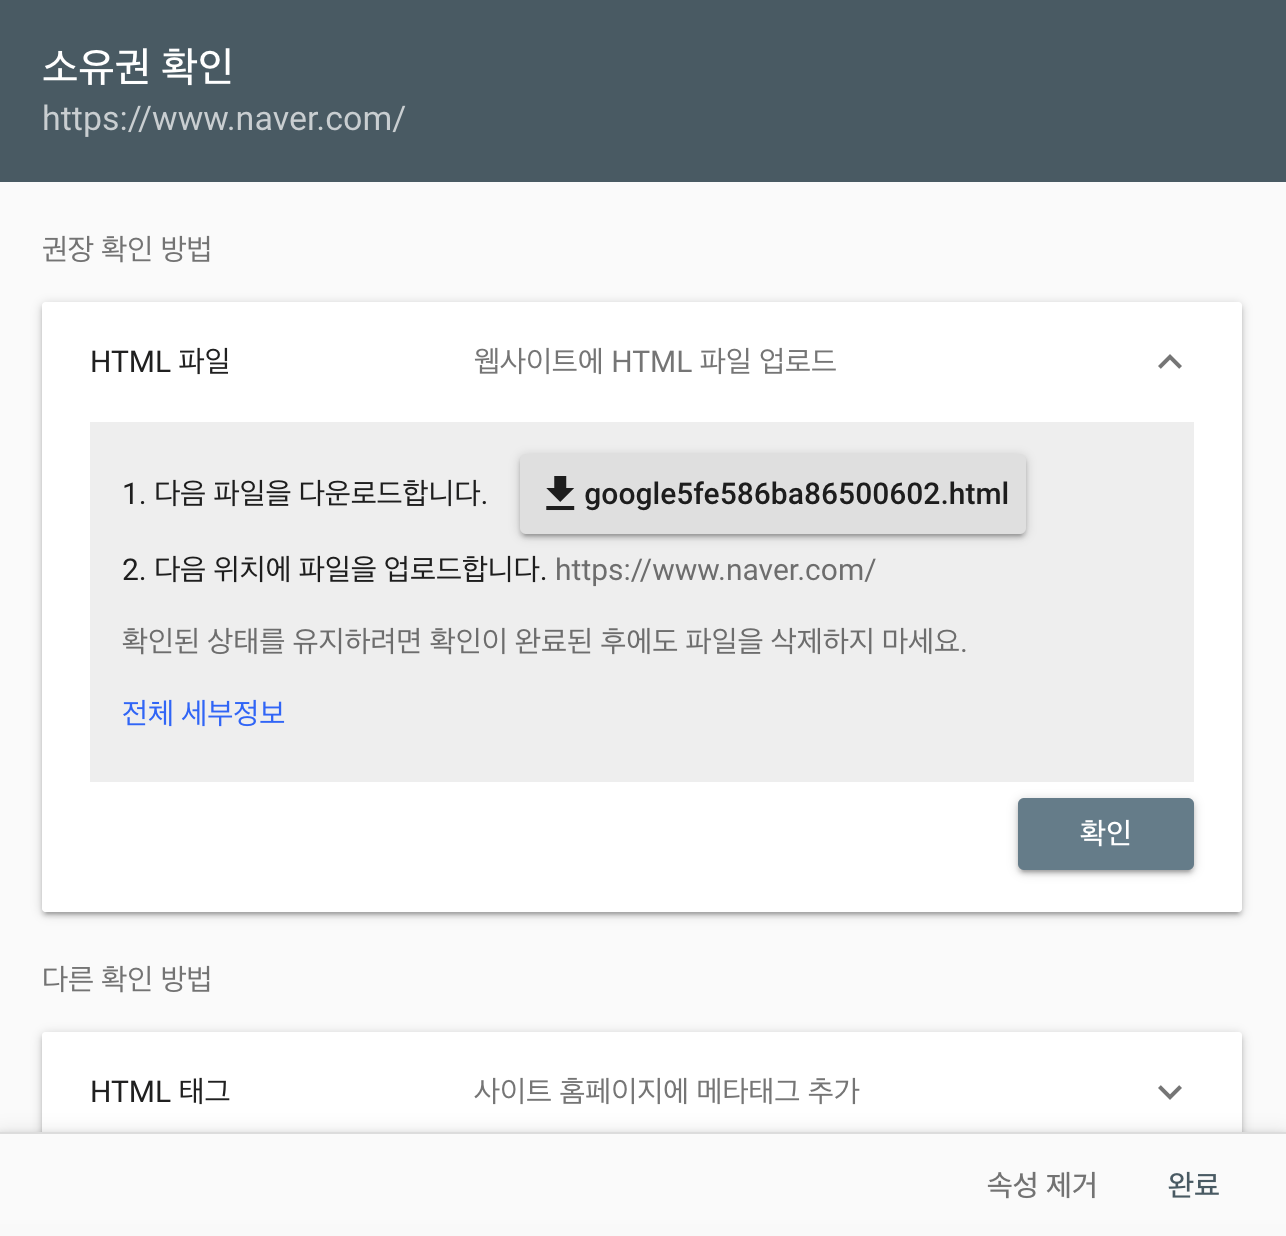 소유권 확인
https://www.naver.com/
권장 확인 방법
HTML 파일 웹사이트에 HTML 파일 업로드
1. 다음 파일을 다운로드합니다. google5fe586ba86500602.html
2. 다음 위치에 파일을 업로드합니다. https://www.naver.com/
확인된 상태를 유지하려면 확인이 완료된 후에도 파일을 삭제하지 마세요.
전체 세부정보
확인
다른 확인 방법
HTML 태그 사이트 홈페이지에 메타태그 추가
속성 제거 완료